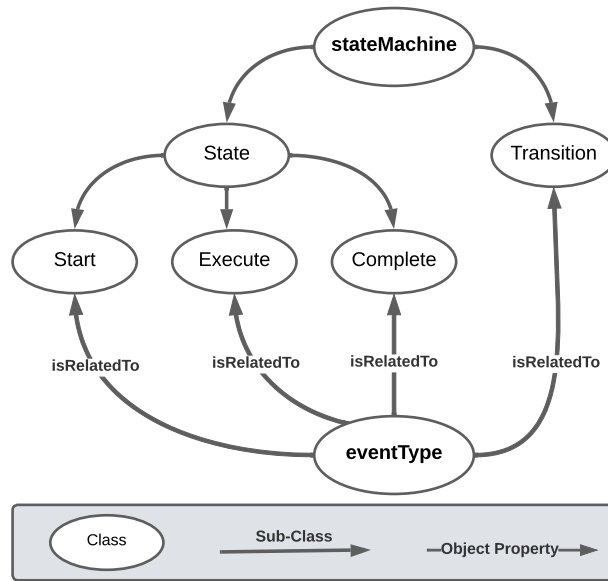 stateMachine
State
Transition
Start
Execute
Complete
isRelatedTo
isRelatedTo
isRelatedTo
isRelatedTo
eventType
Class
Sub-Class
Object Property